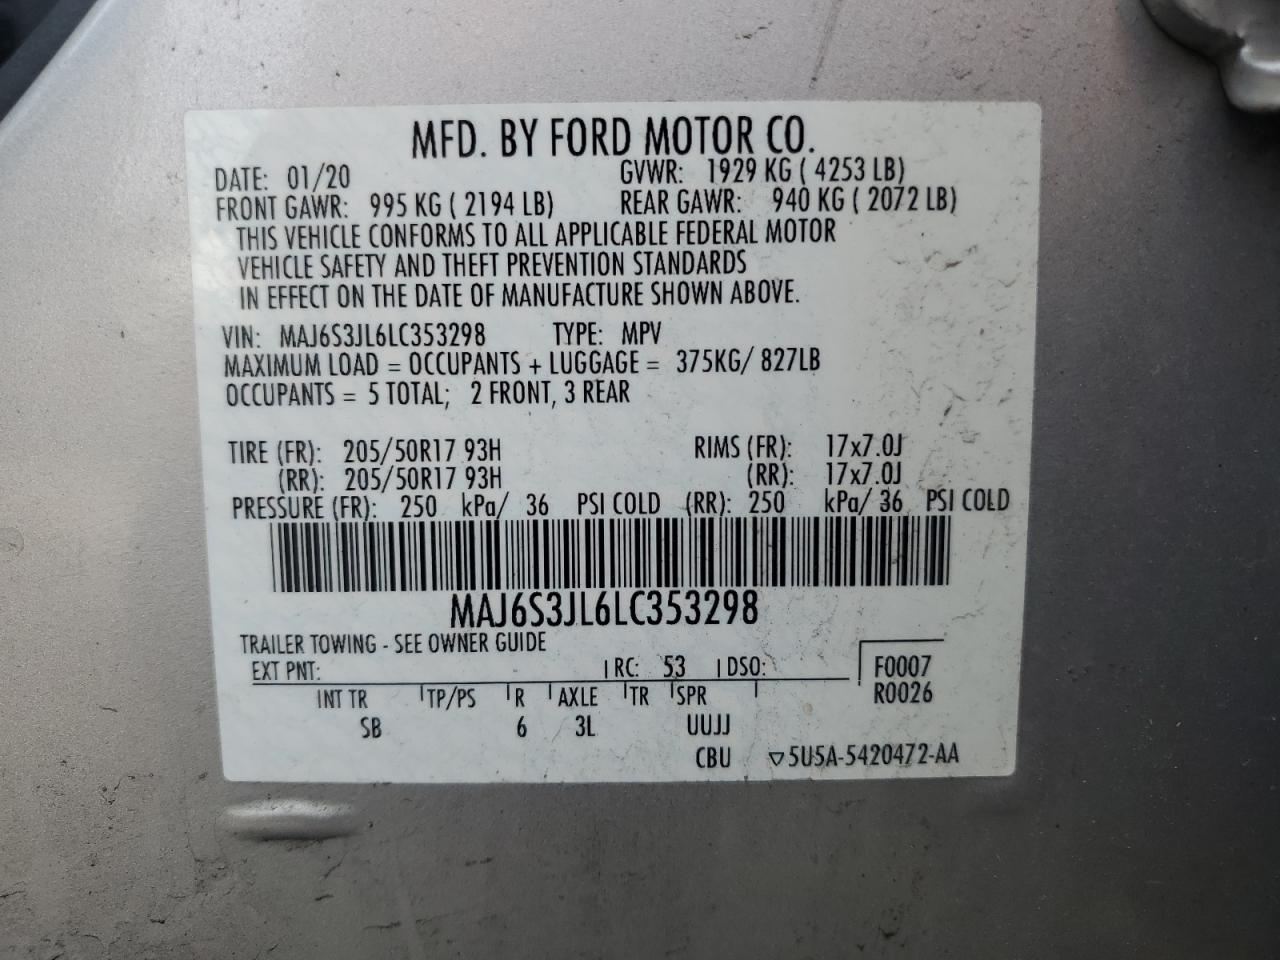 MFD. BY FORD MOTOR CO.
DATE: 01/20 GVWR: 1929 KG ( 4253 LB)
FRONT GAWR: 995 KG ( 2194 LB) REAR GAWR: 940 KG ( 2072 LB)
THIS VEHICLE CONFORMS TO ALL APPLICABLE FEDERAL MOTOR
VEHICLE SAFETY AND THEFT PREVENTION STANDARDS
IN EFFECT ON THE DATE OF MANUFACTURE SHOWN ABOVE.
VIN: MAJ6S3JL6LC353298 TYPE: MPV
MAXIMUM LOAD = OCCUPANTS + LUGGAGE = 375KG/ 827LB
OCCUPANTS = 5 TOTAL; 2 FRONT, 3 REAR
TIRE (FR): 205/50R17 93H RIMS (FR): 17x7.0J
(RR): 205/50R17 93H (RR): 17x7.0J
PRESSURE (FR): 250 kPa/ 36 PSI COLD (RR): 250 kPa/ 36 PSI COLD
MAJ6S3JL6LC353298
TRAILER TOWING - SEE OWNER GUIDE
EXT PNT: - RC: 53 DSO: F0007
INT TR TP/PS R AXLE TR SPR R0026
SB 6 3L UUJJ
CBU ▽5U5A-5420472-AA